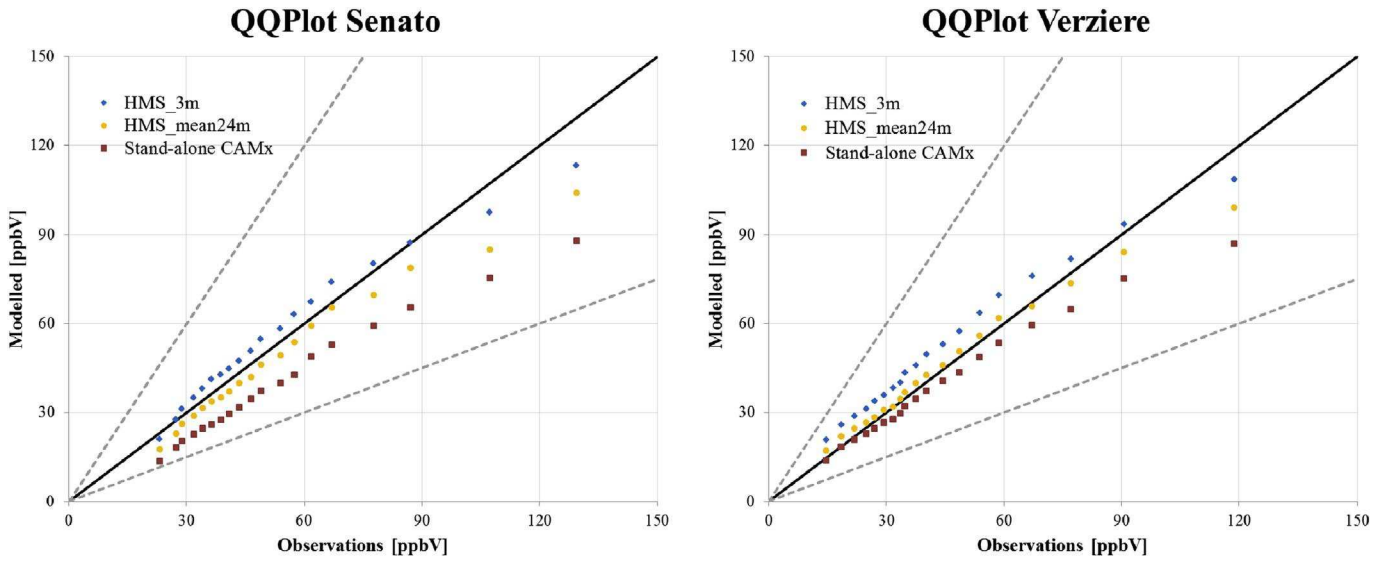 QQPlot Senato
150
120
90
60
30
0
Modelled [ppbV]
HMS_3m
HMS_mean24m
Stand-alone CAMx
0 30 60 90 120 150
Observations [ppbV]
QQPlot Verziere
150
120
90
60
30
0
Modelled [ppbV]
HMS_3m
HMS_mean24m
Stand-alone CAMx
0 30 60 90 120 150
Observations [ppbV]